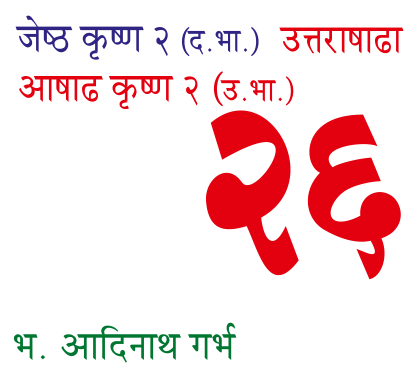 जेष्ठ कृष्ण २ (द.भा.) उत्तराषाढा
आषाढ कृष्ण २ (उ.भा.)
२६
भ. आदिनाथ गर्भ